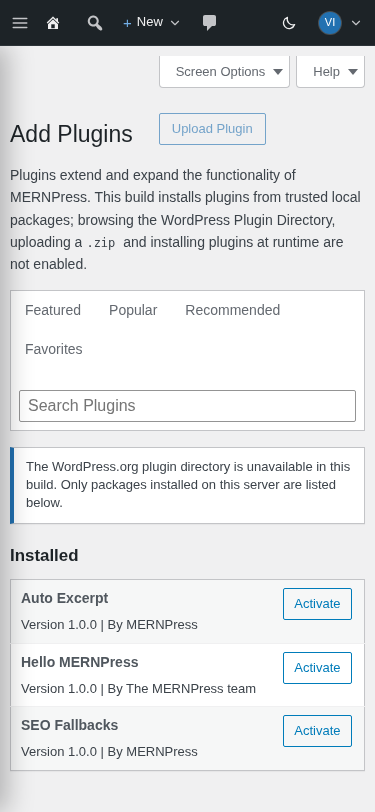 + New
VI
Screen Options
Help
Add Plugins
Upload Plugin
Plugins extend and expand the functionality of
MERNPress. This build installs plugins from trusted local
packages; browsing the WordPress Plugin Directory,
uploading a .zip and installing plugins at runtime are
not enabled.
Featured Popular Recommended
Favorites
Search Plugins
The WordPress.org plugin directory is unavailable in this
build. Only packages installed on this server are listed
below.
Installed
Auto Excerpt
Activate
Version 1.0.0 | By MERNPress
Hello MERNPress
Activate
Version 1.0.0 | By The MERNPress team
SEO Fallbacks
Activate
Version 1.0.0 | By MERNPress